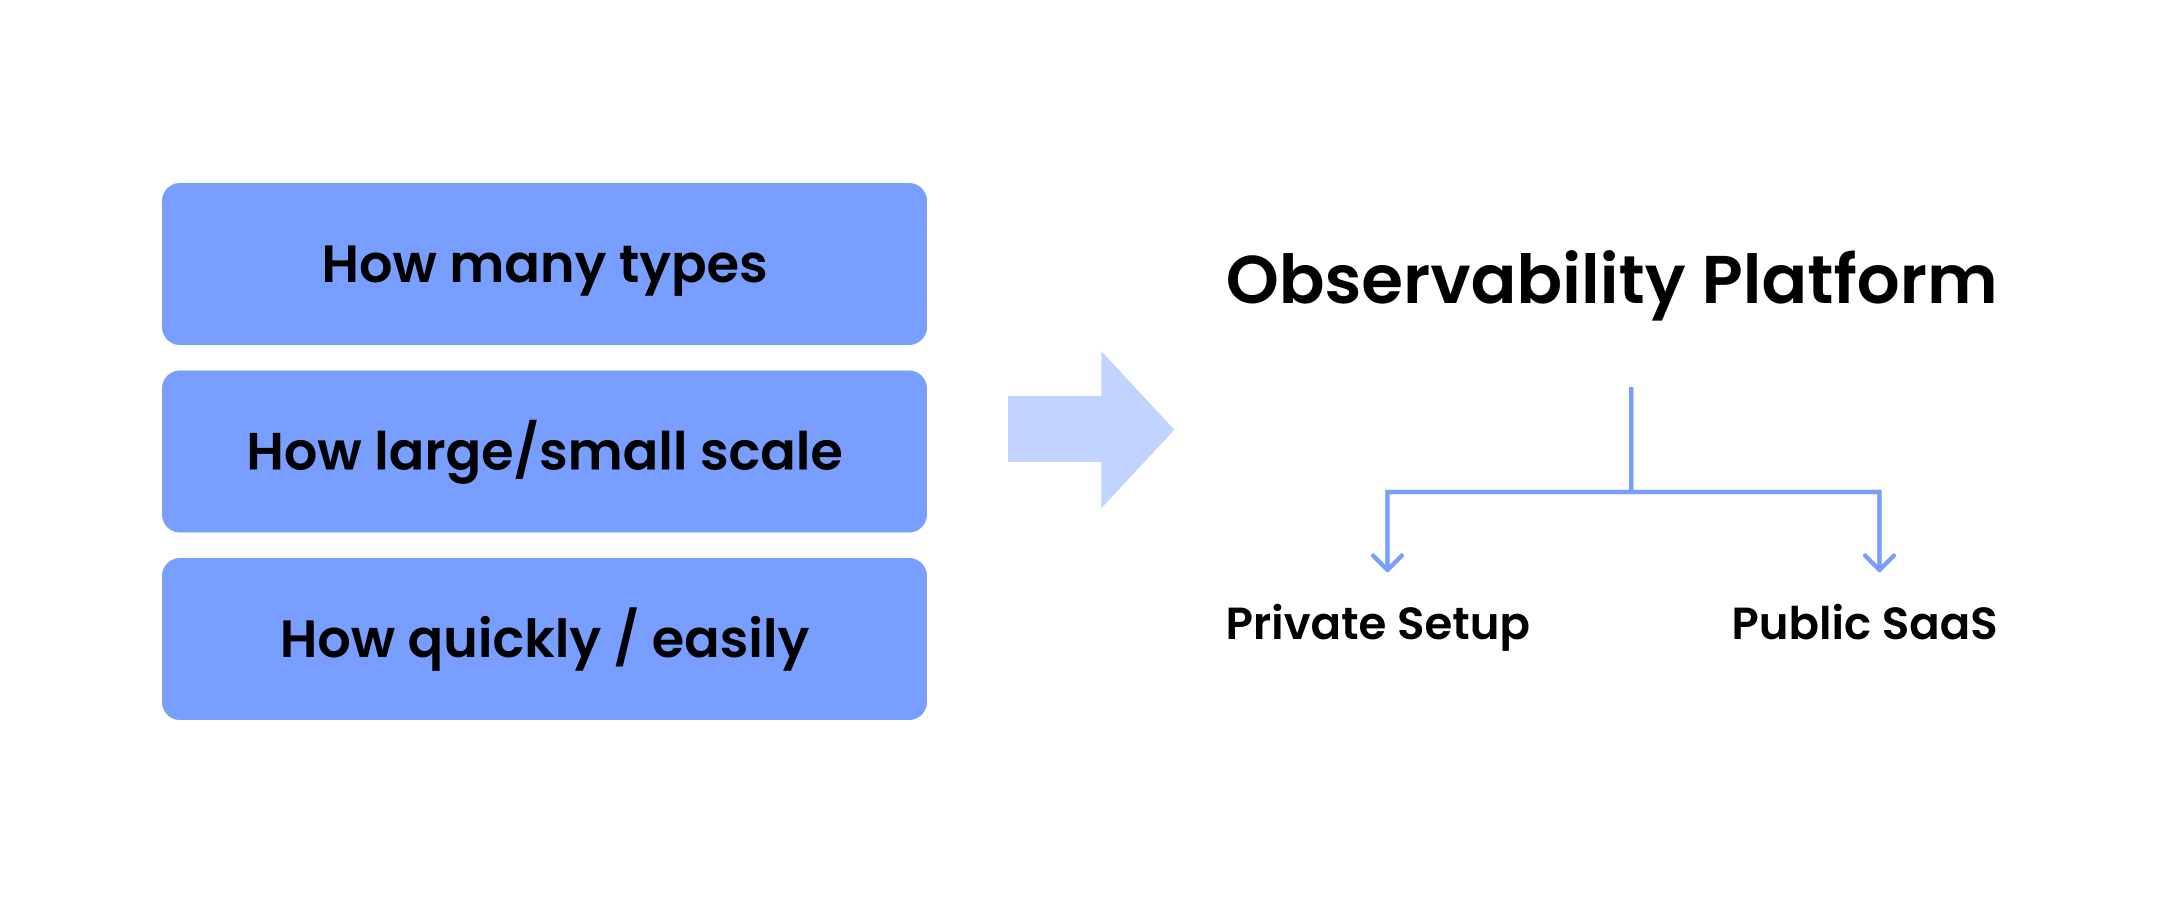 How many types
How large/small scale
How quickly / easily
Observability Platform
Private Setup
Public SaaS